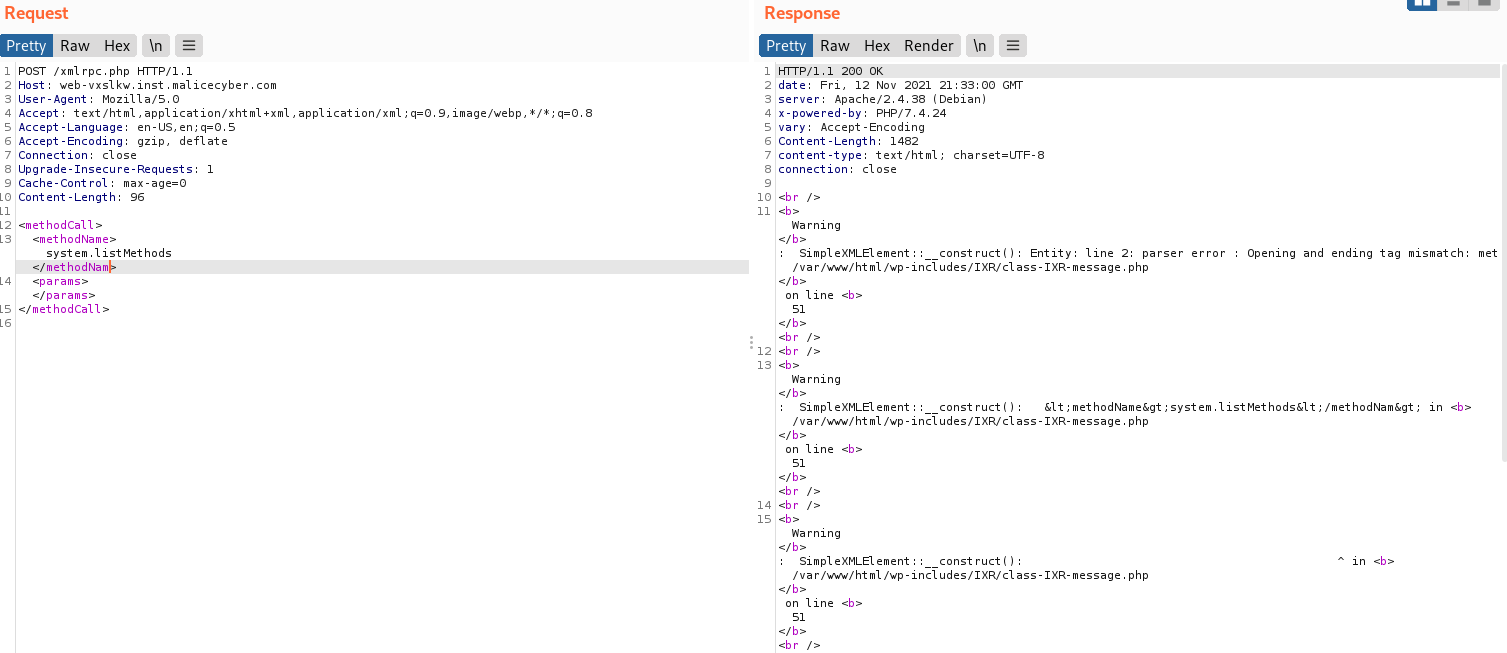 Request
Pretty Raw Hex \n
1 POST /xmlrpc.php HTTP/1.1
2 Host: web-vxslkw.inst.malicecyber.com
3 User-Agent: Mozilla/5.0
4 Accept: text/html,application/xhtml+xml,application/xml;q=0.9,image/webp,*/*;q=0.8
5 Accept-Language: en-US,en;q=0.5
6 Accept-Encoding: gzip, deflate
7 Connection: close
8 Upgrade-Insecure-Requests: 1
9 Cache-Control: max-age=0
10 Content-Length: 96
11
12 <methodCall>
13 <methodName>
system.listMethods
</methodNam>
14 <params>
</params>
15 </methodCall>
16
Response
Pretty Raw Hex Render \n
1 HTTP/1.1 200 OK
2 date: Fri, 12 Nov 2021 21:33:00 GMT
3 server: Apache/2.4.38 (Debian)
4 x-powered-by: PHP/7.4.24
5 vary: Accept-Encoding
6 Content-Length: 1482
7 content-type: text/html; charset=UTF-8
8 connection: close
9
10 <br />
11 <b>
Warning
</b>
: SimpleXMLElement::__construct(): Entity: line 2: parser error : Opening and ending tag mismatch: met
/var/www/html/wp-includes/IXR/class-IXR-message.php
</b>
on line <b>
51
</b>
<br />
12 <br />
13 <b>
Warning
</b>
: SimpleXMLElement::__construct(): &lt;methodName&gt;system.listMethods&lt;/methodNam&gt; in <b>
/var/www/html/wp-includes/IXR/class-IXR-message.php
</b>
on line <b>
51
</b>
<br />
14 <br />
15 <b>
Warning
</b>
: SimpleXMLElement::__construct(): ^ in <b>
/var/www/html/wp-includes/IXR/class-IXR-message.php
</b>
on line <b>
51
</b>
<br />